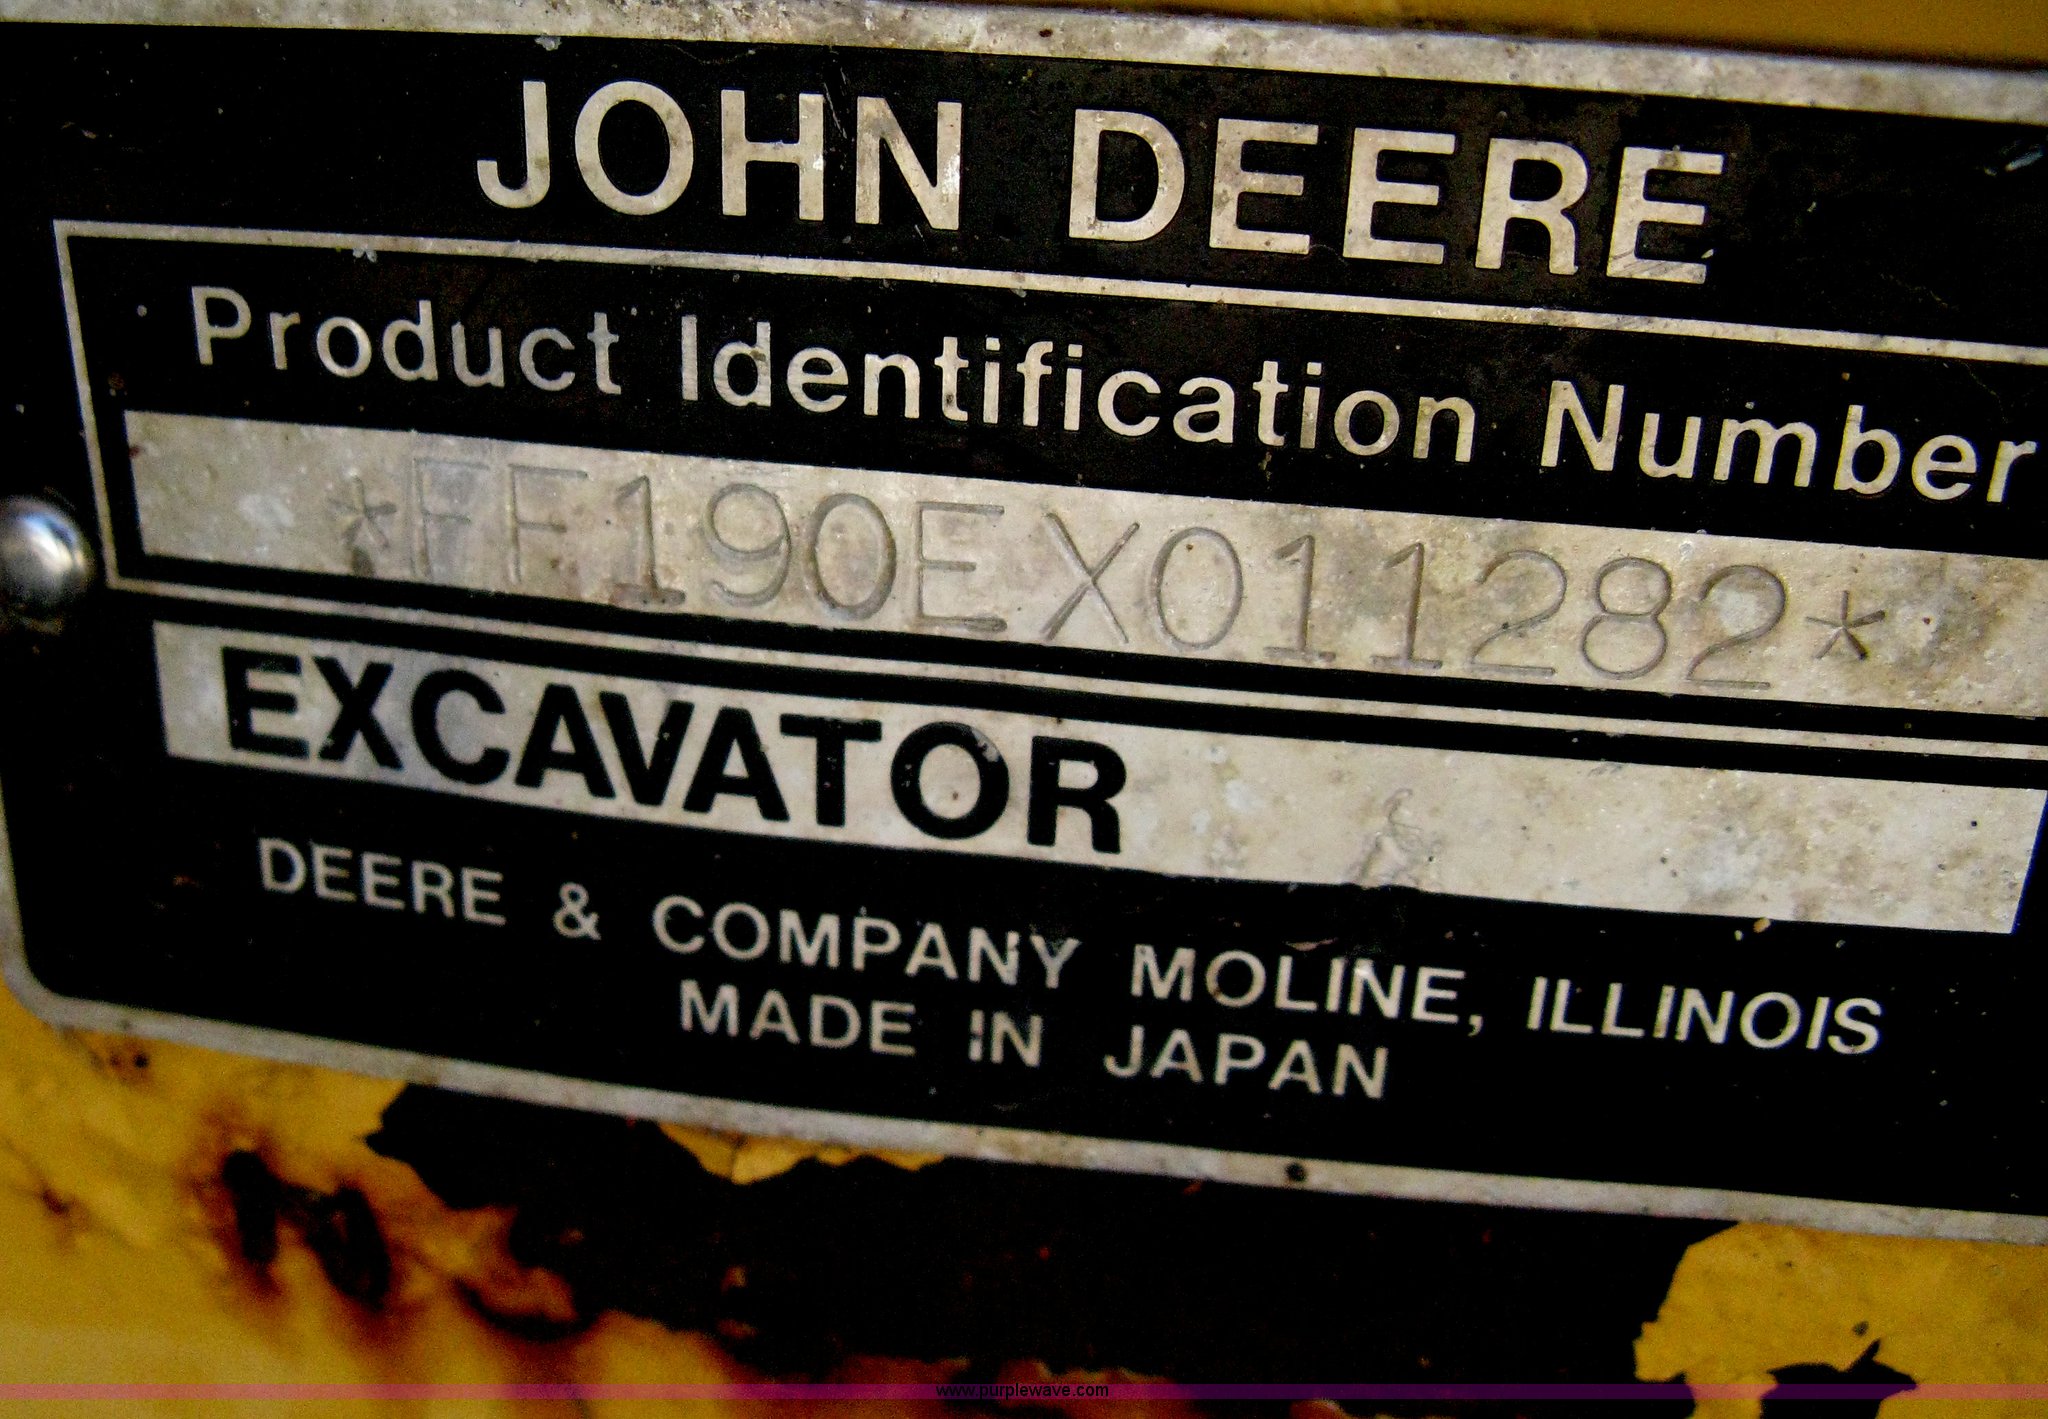 JOHN DEERE
Product Identification Number
*FF190EX011282*
EXCAVATOR
DEERE & COMPANY MOLINE, ILLINOIS
MADE IN JAPAN
www.purplewave.com